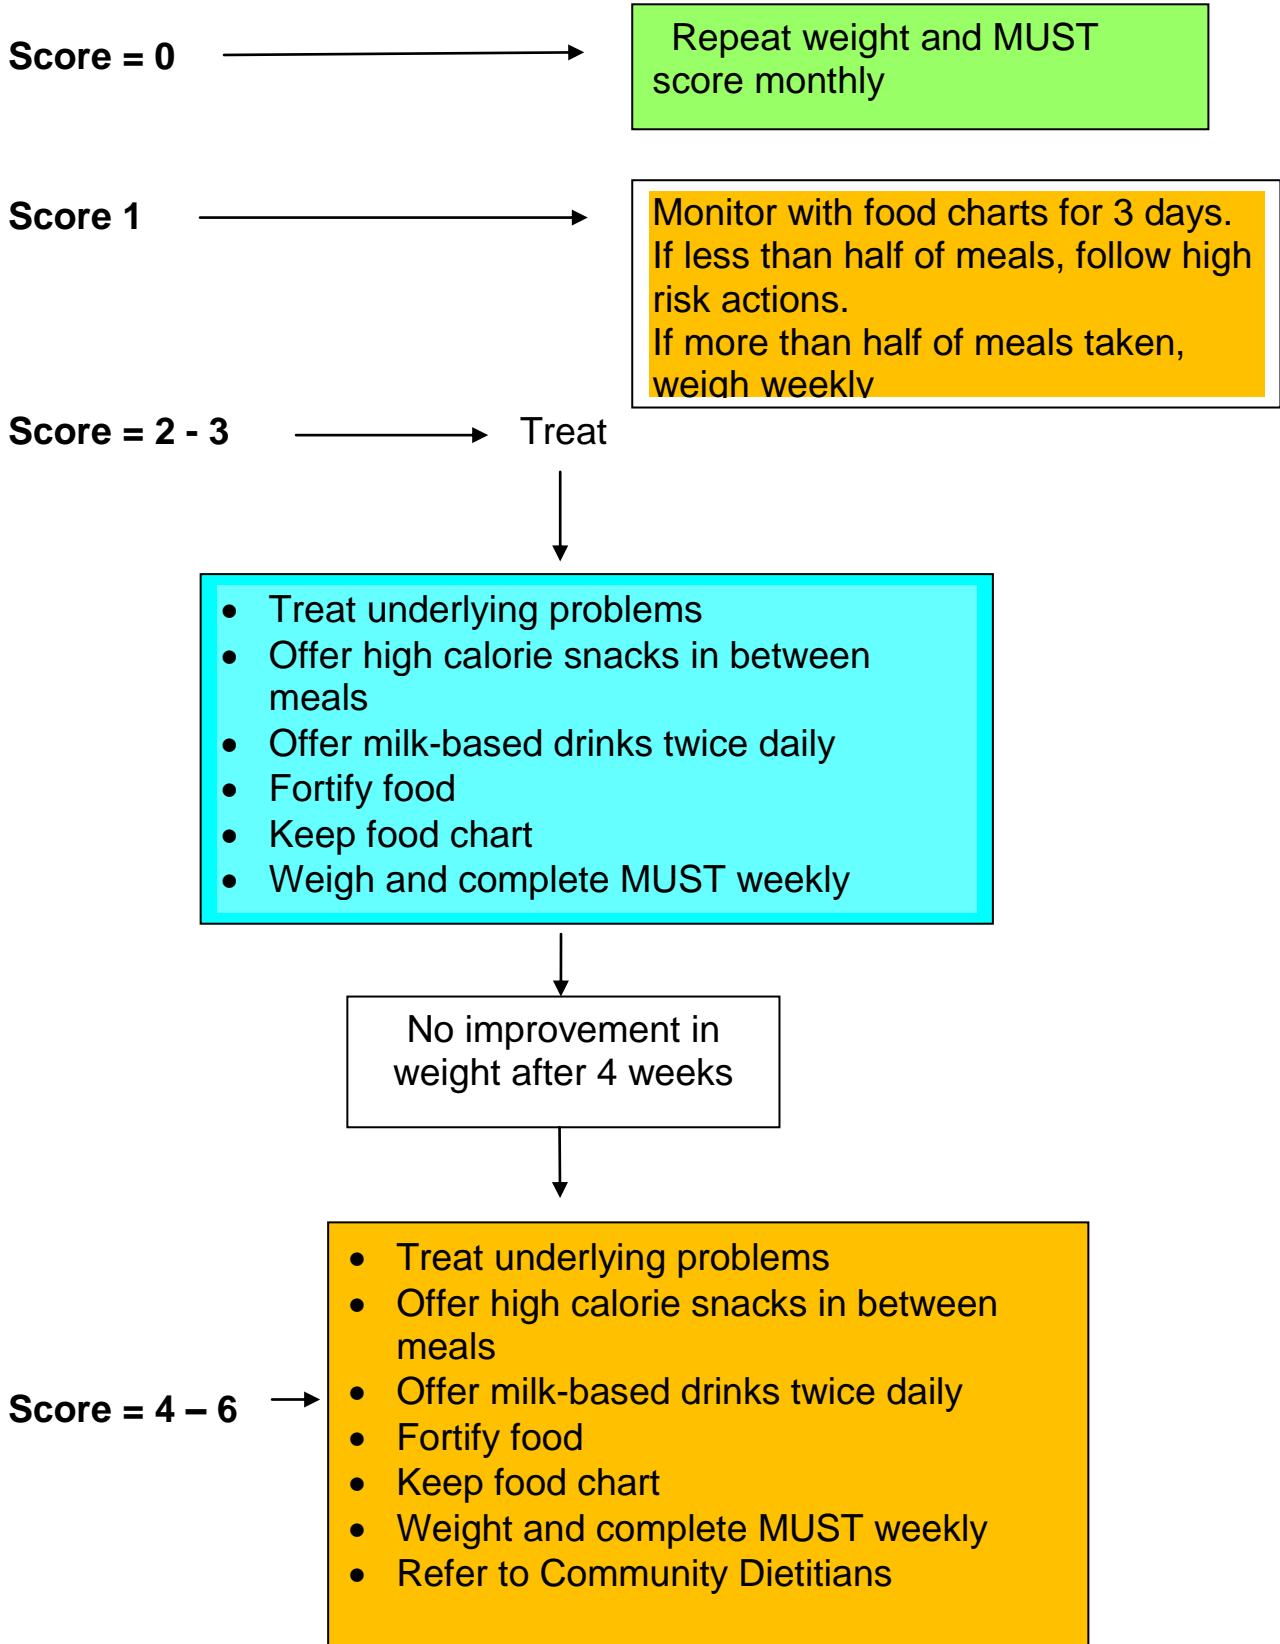 Score = 0
Repeat weight and MUST
score monthly
Score 1
Monitor with food charts for 3 days.
If less than half of meals, follow high
risk actions.
If more than half of meals taken,
weigh weekly
Score = 2 - 3
Treat
• Treat underlying problems
• Offer high calorie snacks in between
meals
• Offer milk-based drinks twice daily
• Fortify food
• Keep food chart
• Weigh and complete MUST weekly
No improvement in
weight after 4 weeks
Score = 4 – 6
• Treat underlying problems
• Offer high calorie snacks in between
meals
• Offer milk-based drinks twice daily
• Fortify food
• Keep food chart
• Weight and complete MUST weekly
• Refer to Community Dietitians